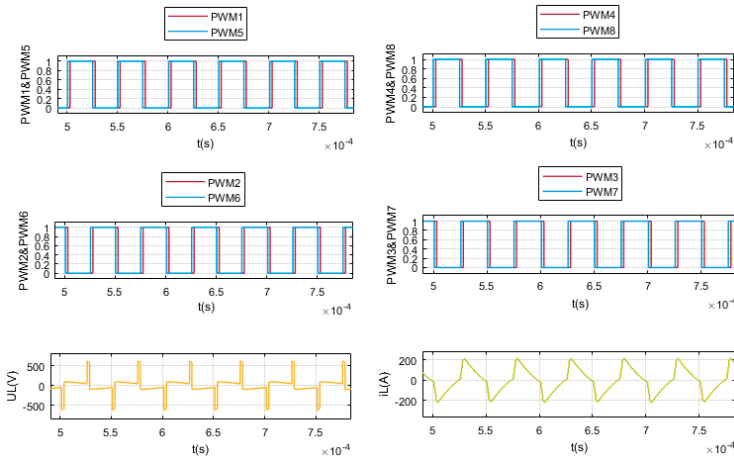 PWM1
PWM5
PWM1&PWM5
1
0.8
0.6
0.4
0.2
0
5 5.5 6 6.5 7 7.5
t(s)
×10-4
PWM4
PWM8
PWM4&PWM8
1
0.8
0.6
0.4
0.2
0
5 5.5 6 6.5 7 7.5
t(s)
×10-4
PWM2
PWM6
PWM2&PWM6
1
0.8
0.6
0.4
0.2
0
5 5.5 6 6.5 7 7.5
t(s)
×10-4
PWM3
PWM7
PWM3&PWM7
1
0.8
0.6
0.4
0.2
0
5 5.5 6 6.5 7 7.5
t(s)
×10-4
UL(V)
500
0
-500
5 5.5 6 6.5 7 7.5
t(s)
×10-4
iL(A)
200
0
-200
5 5.5 6 6.5 7 7.5
t(s)
×10-4